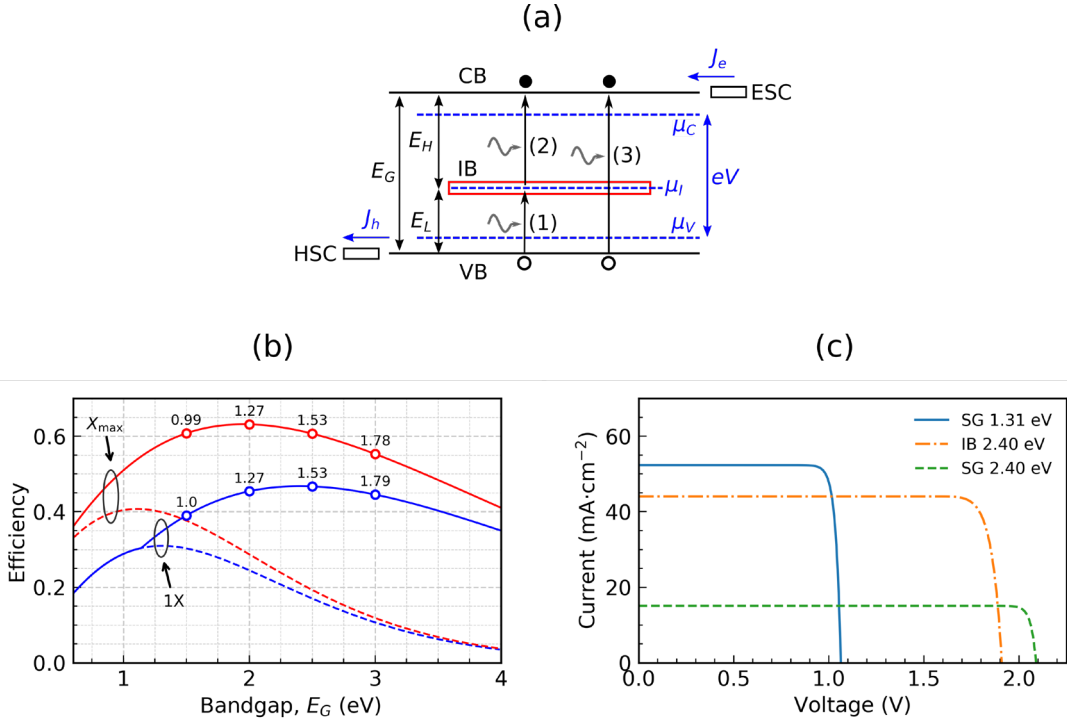 (a)
CB
J_e
ESC
μ_C
E_H
(2)
(3)
E_G
IB
μ_I
eV
E_L
(1)
J_h
μ_V
HSC
VB
(b)
(c)
X_max
0.99
1.27
1.53
1.78
1.0
1.27
1.53
1.79
1X
Efficiency
0.6
0.4
0.2
0.0
1
2
3
4
Bandgap, E_G (eV)
SG 1.31 eV
IB 2.40 eV
SG 2.40 eV
Current (mA·cm⁻²)
60
40
20
0
0.0
0.5
1.0
1.5
2.0
Voltage (V)